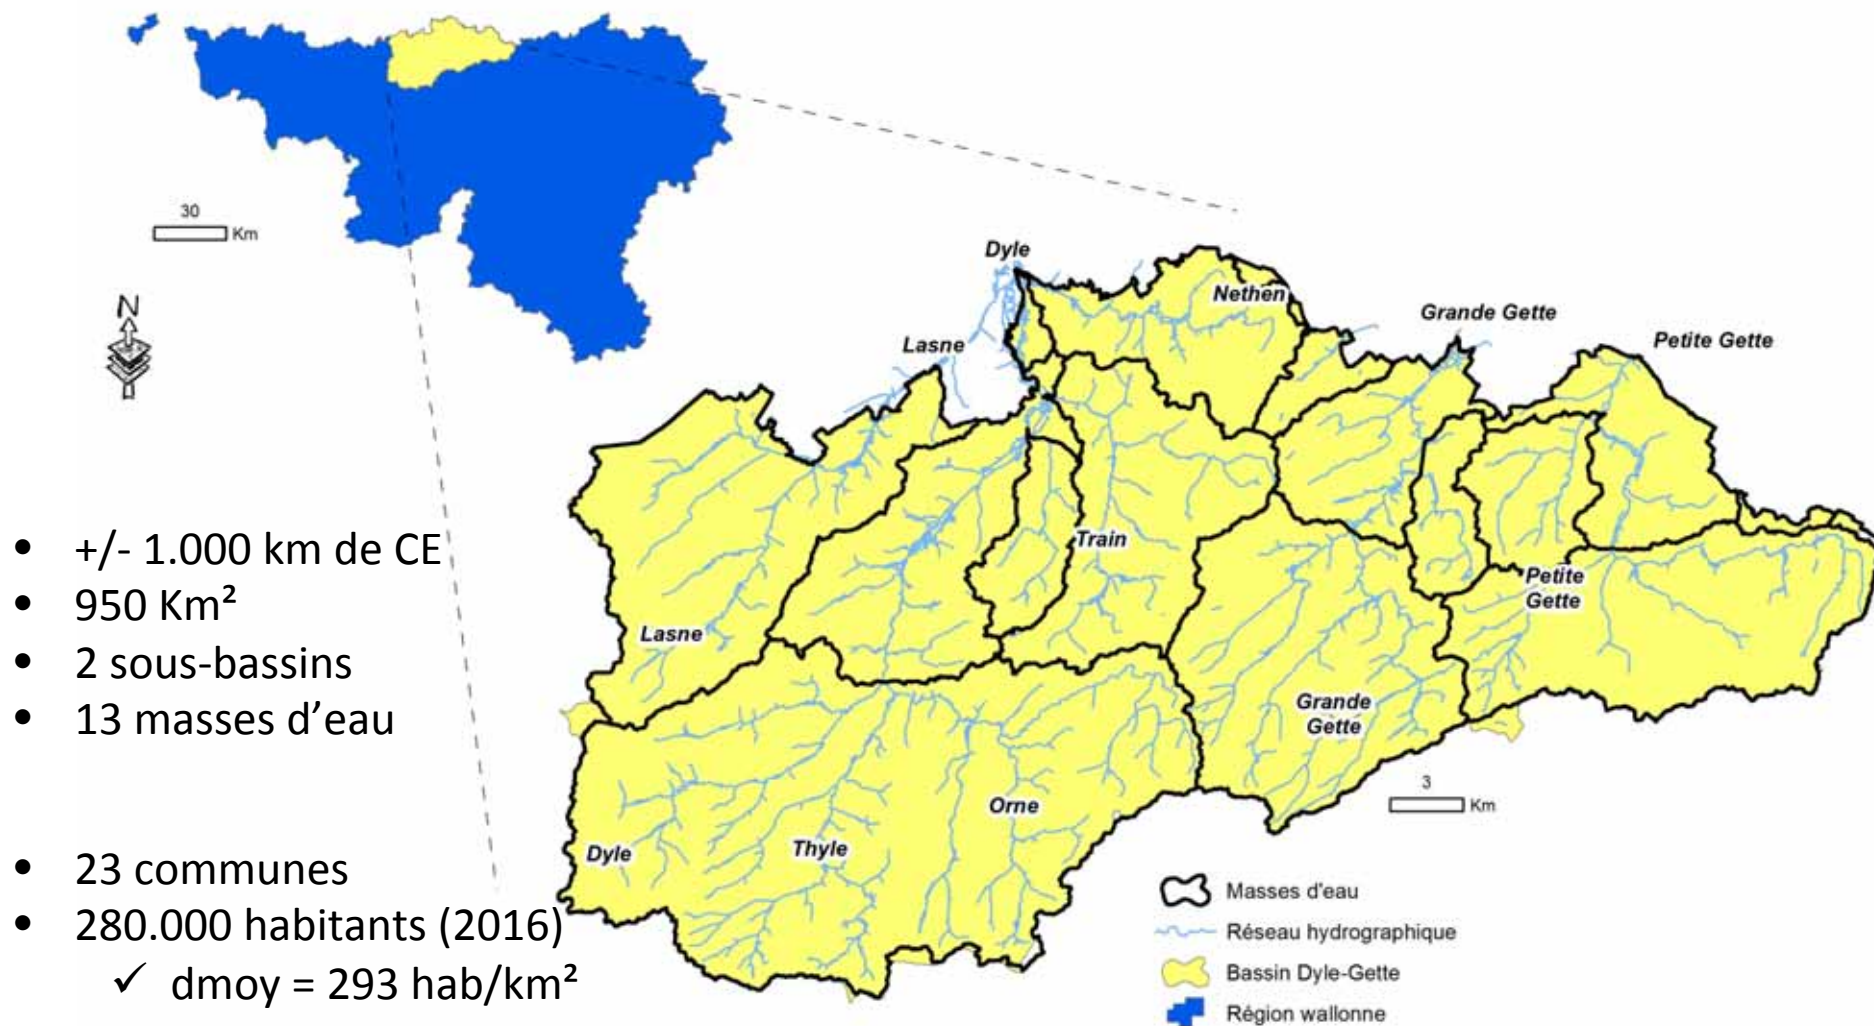 30
Km
N
Dyle
Nethen
Grande Gette
Petite Gette
Lasne
Train
Petite
Gette
Lasne
Grande
Gette
Orne
Dyle
Thyle
3
Km
• +/- 1.000 km de CE
• 950 Km²
• 2 sous-bassins
• 13 masses d’eau
• 23 communes
• 280.000 habitants (2016)
✓ dmoy = 293 hab/km²
Masses d'eau
Réseau hydrographique
Bassin Dyle-Gette
Région wallonne